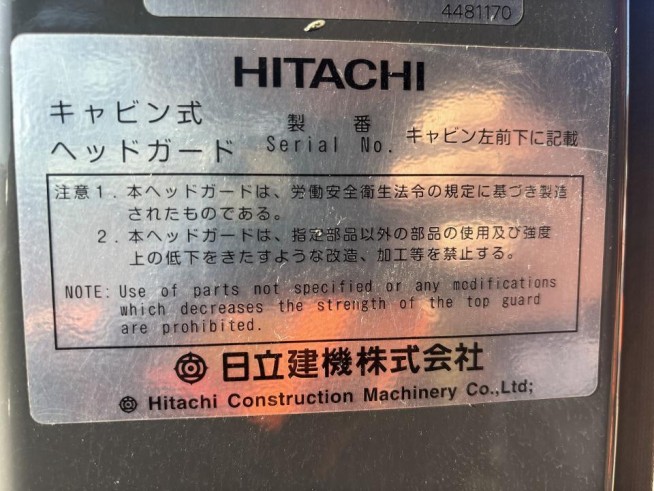 4481170
HITACHI
キャビン式
ヘッドガード
製 番
Serial No.
キャビン左前下に記載
注意1. 本ヘッドガードは、労働安全衛生法令の規定に基づき製造
されたものである。
2. 本ヘッドガードは、指定部品以外の部品の使用及び強度
上の低下をきたすような改造、加工等を禁止する。
NOTE: Use of parts not specified or any modifications
which decreases the strength of the top guard
are prohibited.
日立建機株式会社
Hitachi Construction Machinery Co.,Ltd;